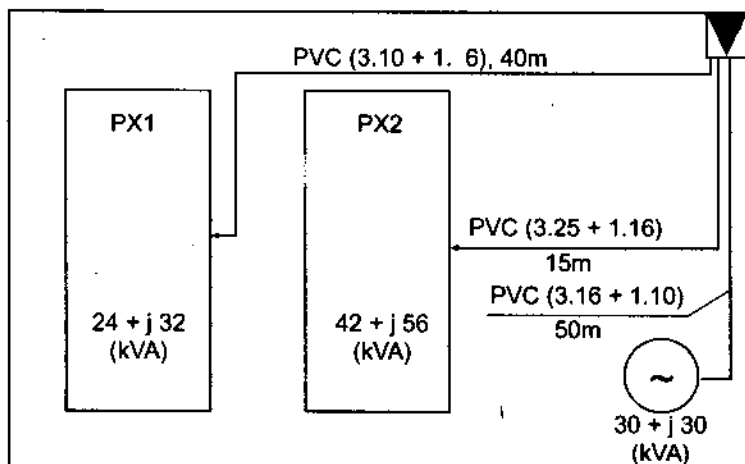 PVC (3.10 + 1. 6), 40m
PX1
PX2
PVC (3.25 + 1.16)
15m
PVC (3.16 + 1.10)
50m
24 + j 32
(kVA)
42 + j 56
(kVA)
~
30 + j 30
(kVA)